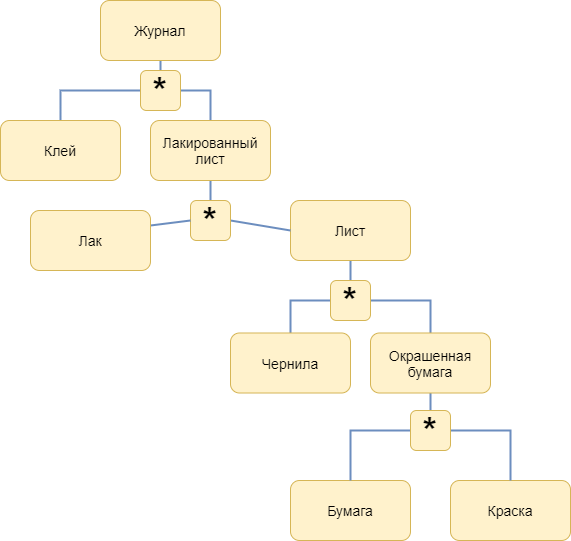 Журнал
*
Клей
Лакированный
лист
*
Лак
Лист
*
Чернила
Окрашенная
бумага
*
Бумага
Краска